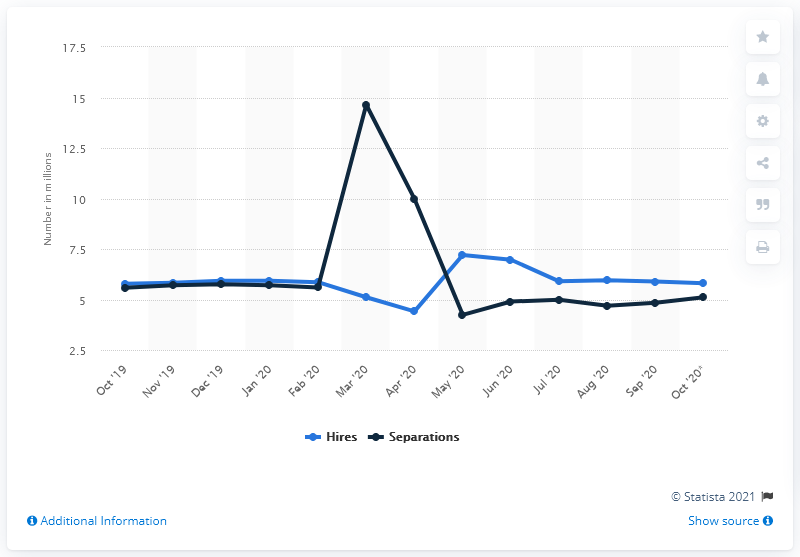 17.5
15
12.5
10
7.5
5
2.5
Number in millions
Oct '19
Nov '19
Dec '19
Jan '20
Feb '20
Mar '20
Apr '20
May '20
Jun '20
Jul '20
Aug '20
Sep '20
Oct '20*
Hires
Separations
© Statista 2021
Additional Information
Show source